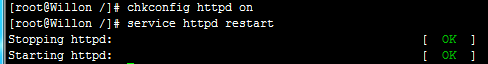 [root@Willon /]# chkconfig httpd on
[root@Willon /]# service httpd restart
Stopping httpd: [ OK ]
Starting httpd: [ OK ]